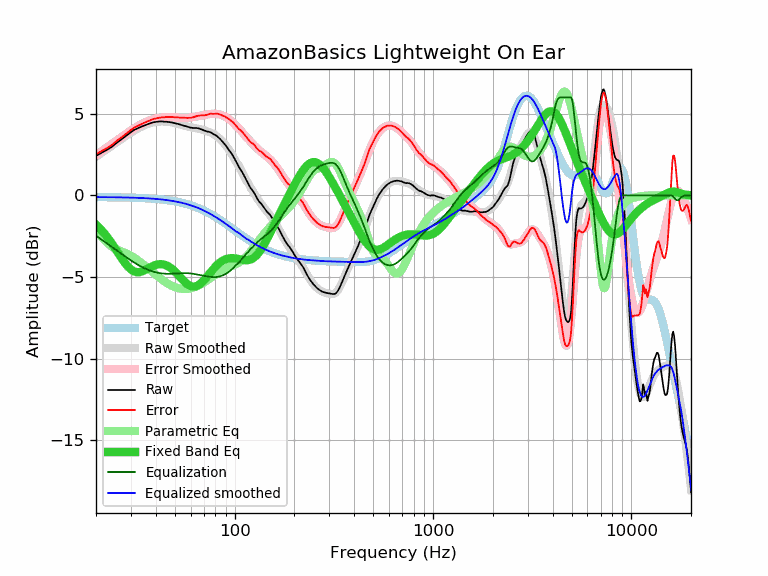 AmazonBasics Lightweight On Ear
Amplitude (dBr)
5
0
−5
−10
−15
Target
Raw Smoothed
Error Smoothed
Raw
Error
Parametric Eq
Fixed Band Eq
Equalization
Equalized smoothed
100
1000
10000
Frequency (Hz)